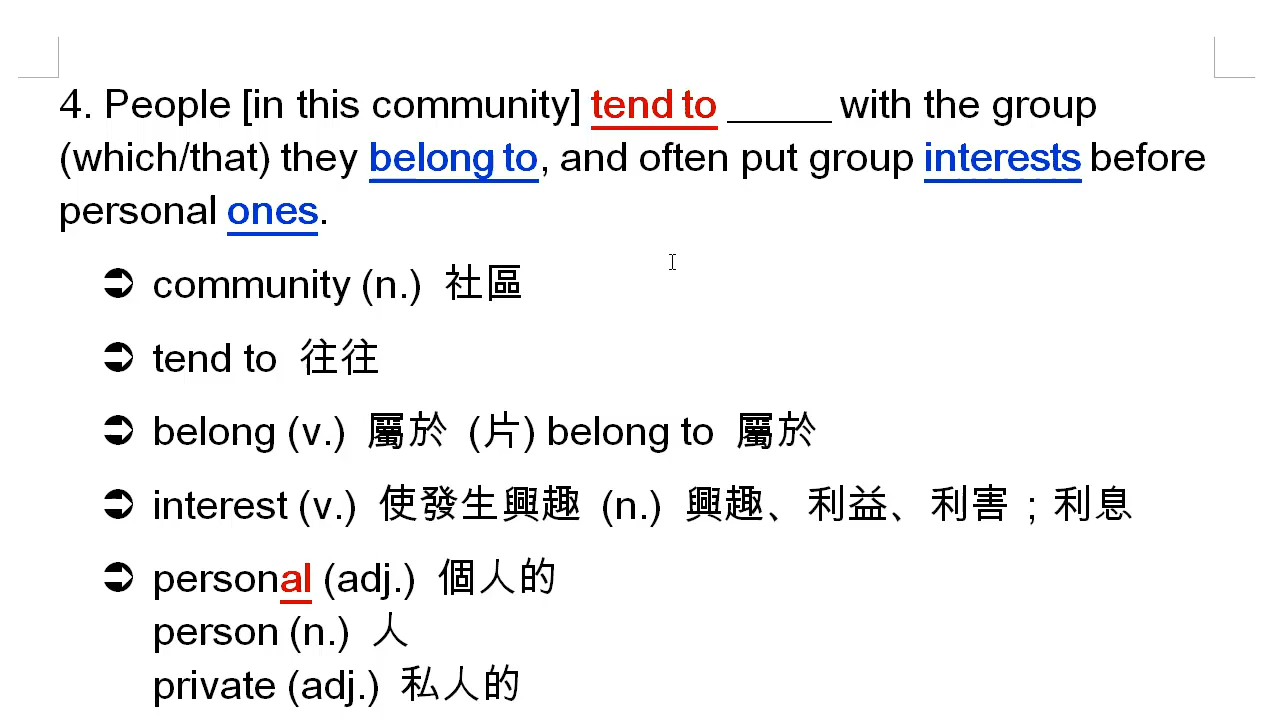 4. People [in this community] tend to _____ with the group
(which/that) they belong to, and often put group interests before
personal ones.
➲ community (n.) 社區
➲ tend to 往往
➲ belong (v.) 屬於 (片) belong to 屬於
➲ interest (v.) 使發生興趣 (n.) 興趣、利益、利害；利息
➲ personal (adj.) 個人的
person (n.) 人
private (adj.) 私人的